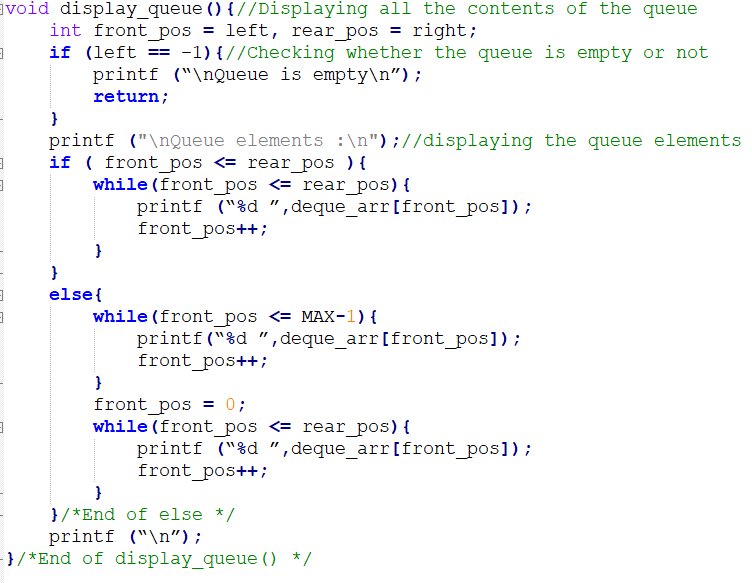 void display_queue(){//Displaying all the contents of the queue
    int front_pos = left, rear_pos = right;
    if (left == -1){//Checking whether the queue is empty or not
        printf (“\nQueue is empty\n”);
        return;
    }
    printf ("\nQueue elements :\n");//displaying the queue elements
    if ( front_pos <= rear_pos ){
        while(front_pos <= rear_pos){
            printf (“%d ”,deque_arr[front_pos]);
            front_pos++;
        }
    }
    else{
        while(front_pos <= MAX-1){
            printf(“%d ”,deque_arr[front_pos]);
            front_pos++;
        }
        front_pos = 0;
        while(front_pos <= rear_pos){
            printf (“%d ”,deque_arr[front_pos]);
            front_pos++;
        }
    }/*End of else */
    printf (“\n”);
}/*End of display_queue() */